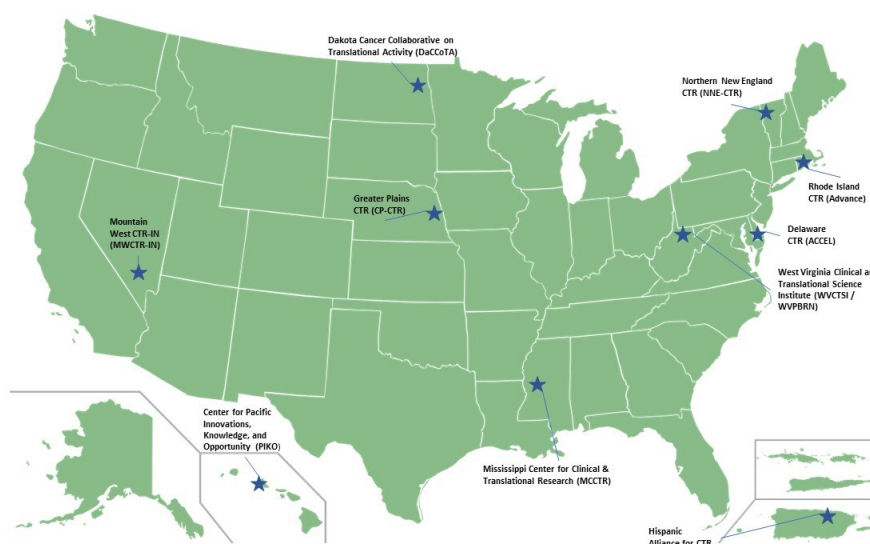 Dakota Cancer Collaborative on
Translational Activity (DaCCoTA)
Northern New England
CTR (NNE-CTR)
Rhode Island
CTR (Advance)
Greater Plains
CTR (CP-CTR)
Mountain
West CTR-IN
(MWCTR-IN)
Delaware
CTR (ACCEL)
West Virginia Clinical an
Translational Science
Institute (WVCTSI /
WVPBRN)
Center for Pacific
Innovations,
Knowledge, and
Opportunity (PIKO)
Mississippi Center for Clinical &
Translational Research (MCCTR)
Hispanic
Alliance for CTR